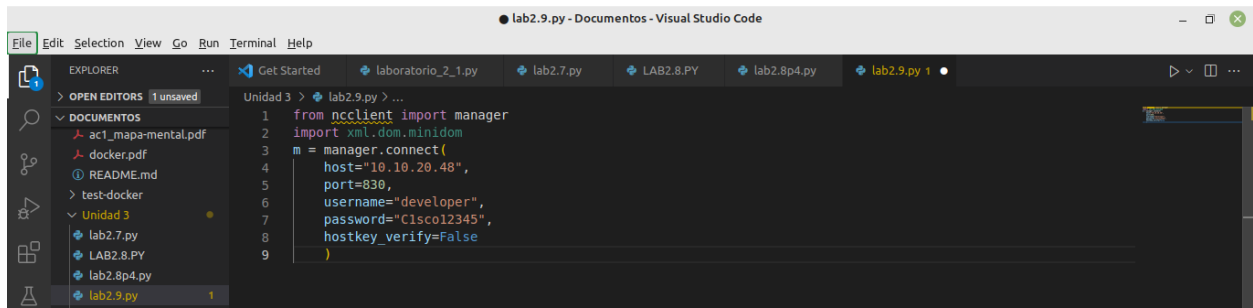 lab2.9.py - Documentos - Visual Studio Code
File Edit Selection View Go Run Terminal Help
EXPLORER
Get Started laboratorio_2_1.py lab2.7.py LAB2.8.PY lab2.8p4.py lab2.9.py 1
OPEN EDITORS 1 unsaved
Unidad 3 > lab2.9.py > ...
DOCUMENTOS
ac1_mapa-mental.pdf
docker.pdf
README.md
test-docker
Unidad 3
lab2.7.py
LAB2.8.PY
lab2.8p4.py
lab2.9.py 1
1 from ncclient import manager
2 import xml.dom.minidom
3 m = manager.connect(
4 host="10.10.20.48",
5 port=830,
6 username="developer",
7 password="C1sco12345",
8 hostkey_verify=False
9 )